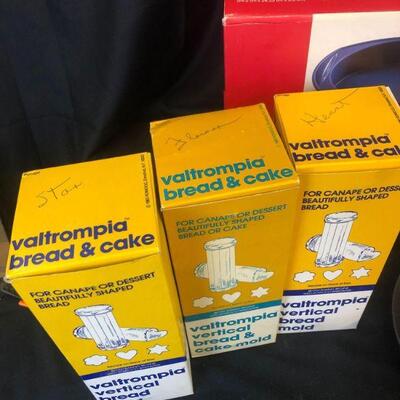 Star
valtrompia™
bread & cake
FOR CANAPE OR DESSERT
BEAUTIFULLY SHAPED
BREAD
valtrompia
vertical
bread
Flower
valtrompia
bread & cake
FOR CANAPE OR DESSERT
BEAUTIFULLY SHAPED
BREAD OR CAKE
valtrompia
vertical
bread &
cake mold
Heart
valtrompia
bread & cake
FOR CANAPE OR DESSERT
BEAUTIFULLY SHAPED
BREAD
valtrompia
vertical
bread
mold